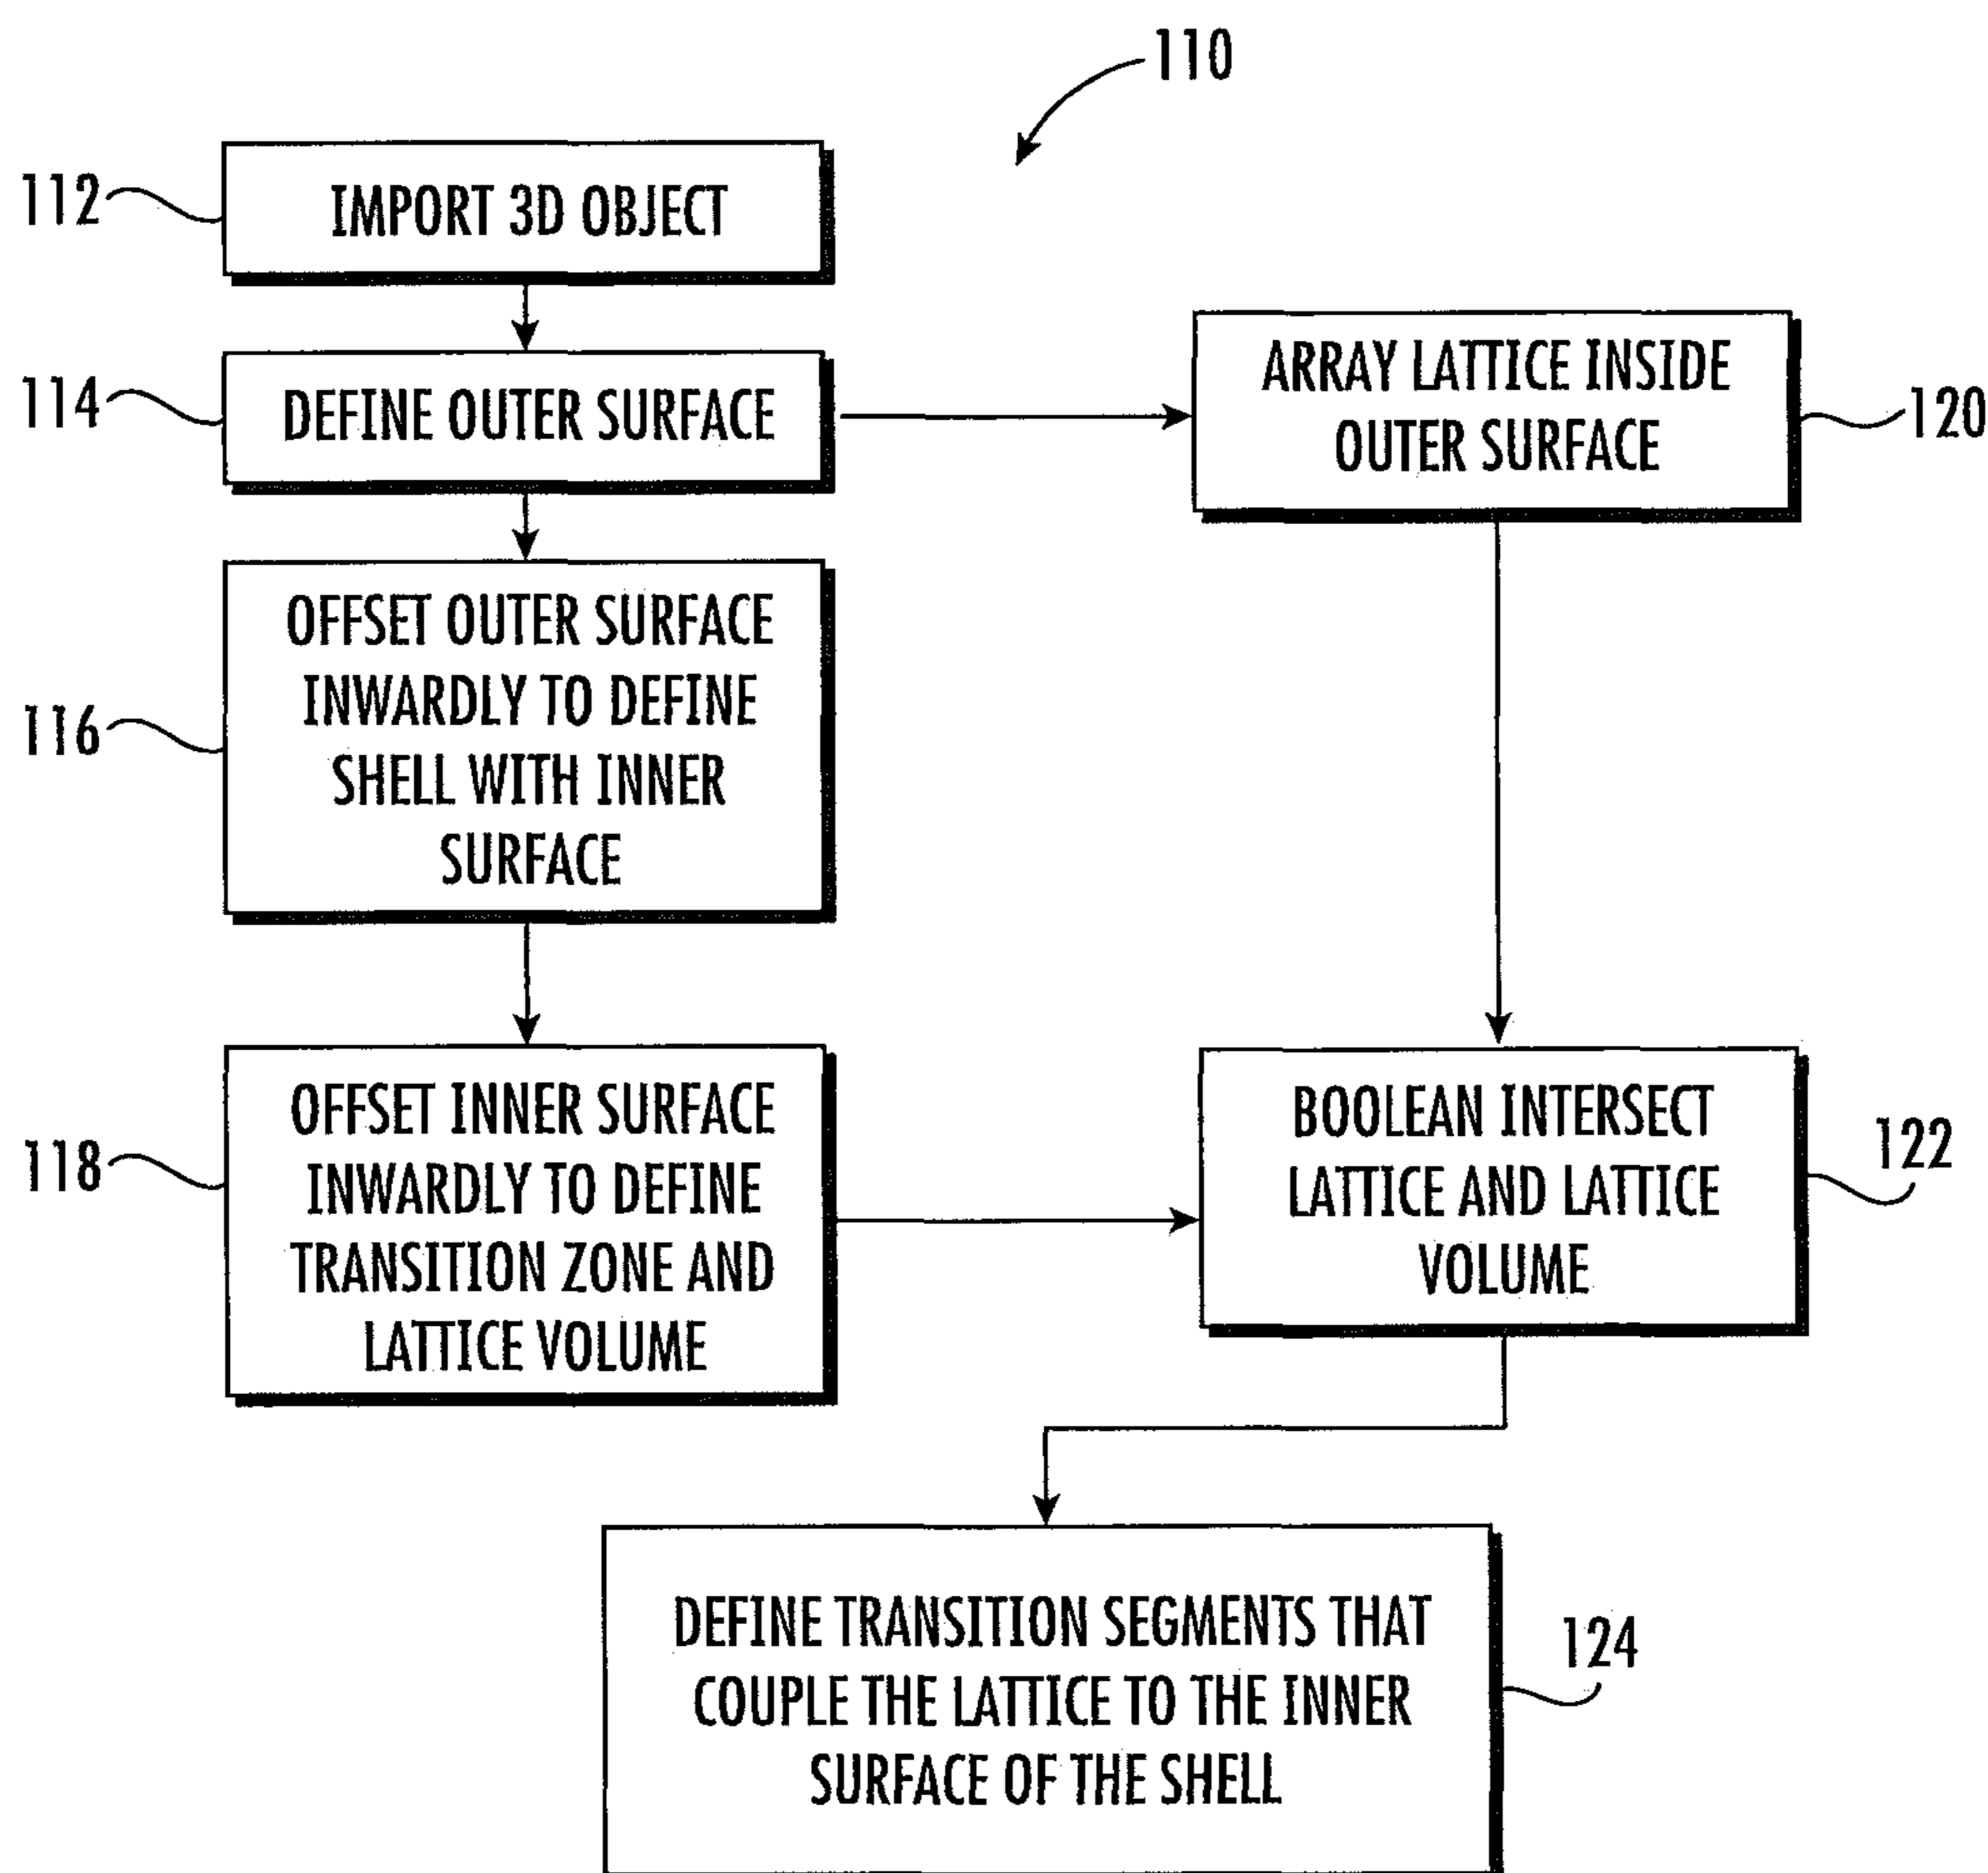 110
112
IMPORT 3D OBJECT
114
DEFINE OUTER SURFACE
ARRAY LATTICE INSIDE
OUTER SURFACE
120
116
OFFSET OUTER SURFACE
INWARDLY TO DEFINE
SHELL WITH INNER
SURFACE
118
OFFSET INNER SURFACE
INWARDLY TO DEFINE
TRANSITION ZONE AND
LATTICE VOLUME
BOOLEAN INTERSECT
LATTICE AND LATTICE
VOLUME
122
DEFINE TRANSITION SEGMENTS THAT
COUPLE THE LATTICE TO THE INNER
SURFACE OF THE SHELL
124